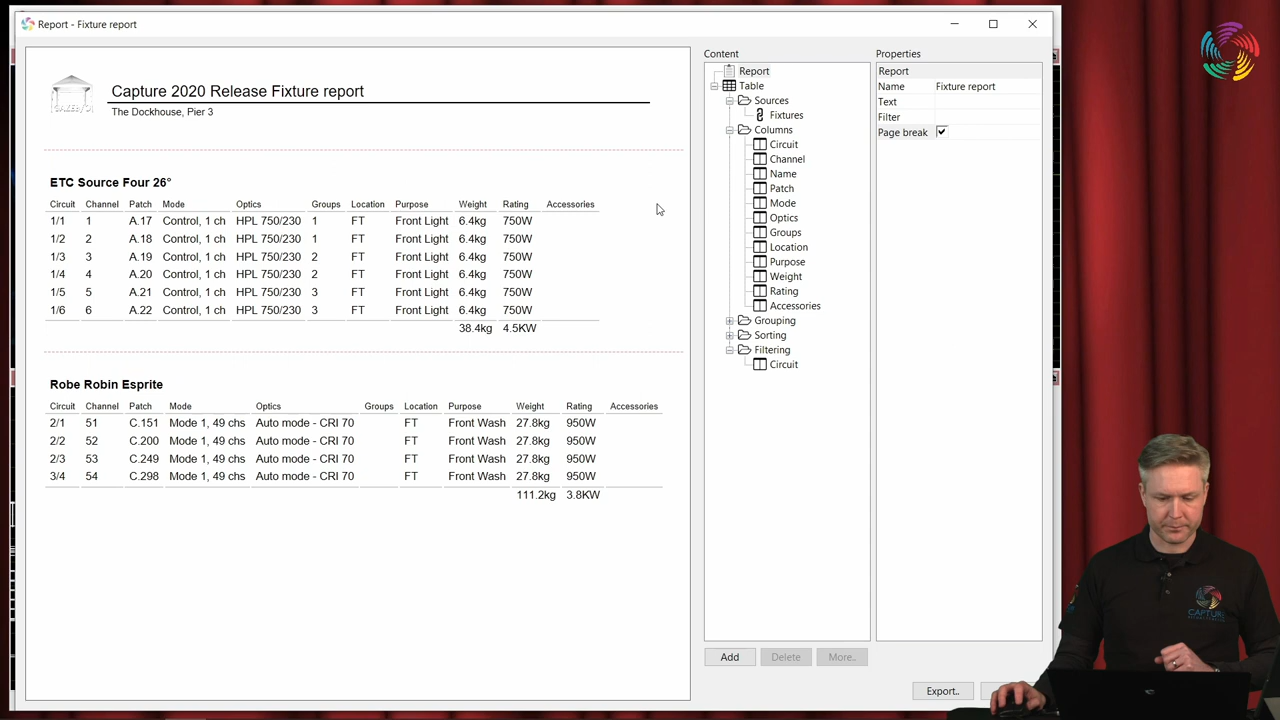 Report - Fixture report
Capture 2020 Release Fixture report
The Dockhouse, Pier 3
ETC Source Four 26°
Circuit Channel Patch Mode Optics Groups Location Purpose Weight Rating Accessories
1/1 1 A.17 Control, 1 ch HPL 750/230 1 FT Front Light 6.4kg 750W
1/2 2 A.18 Control, 1 ch HPL 750/230 1 FT Front Light 6.4kg 750W
1/3 3 A.19 Control, 1 ch HPL 750/230 2 FT Front Light 6.4kg 750W
1/4 4 A.20 Control, 1 ch HPL 750/230 2 FT Front Light 6.4kg 750W
1/5 5 A.21 Control, 1 ch HPL 750/230 3 FT Front Light 6.4kg 750W
1/6 6 A.22 Control, 1 ch HPL 750/230 3 FT Front Light 6.4kg 750W
38.4kg 4.5KW
Robe Robin Esprite
Circuit Channel Patch Mode Optics Groups Location Purpose Weight Rating Accessories
2/1 51 C.151 Mode 1, 49 chs Auto mode - CRI 70 FT Front Wash 27.8kg 950W
2/2 52 C.200 Mode 1, 49 chs Auto mode - CRI 70 FT Front Wash 27.8kg 950W
2/3 53 C.249 Mode 1, 49 chs Auto mode - CRI 70 FT Front Wash 27.8kg 950W
3/4 54 C.298 Mode 1, 49 chs Auto mode - CRI 70 FT Front Wash 27.8kg 950W
111.2kg 3.8KW
Content
Report
Table
Sources
Fixtures
Columns
Circuit
Channel
Name
Patch
Mode
Optics
Groups
Location
Purpose
Weight
Rating
Accessories
Grouping
Sorting
Filtering
Circuit
Add Delete More..
Properties
Report
Name Fixture report
Text
Filter
Page break
Export..
CAPTURE